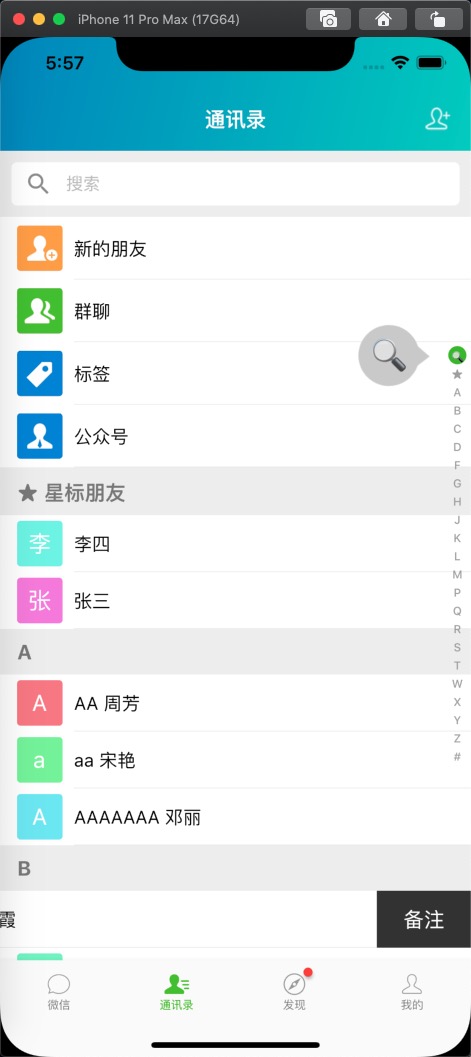 iPhone 11 Pro Max (17G64)
5:57
通讯录
搜索
新的朋友
群聊
标签
公众号
★ 星标朋友
李 李四
张 张三
A
A AA 周芳
a aa 宋艳
A AAAAAAA 邓丽
B
霞 备注
★
A
B
C
D
F
G
H
J
K
L
M
P
Q
R
S
T
W
X
Y
Z
#
微信 通讯录 发现 我的